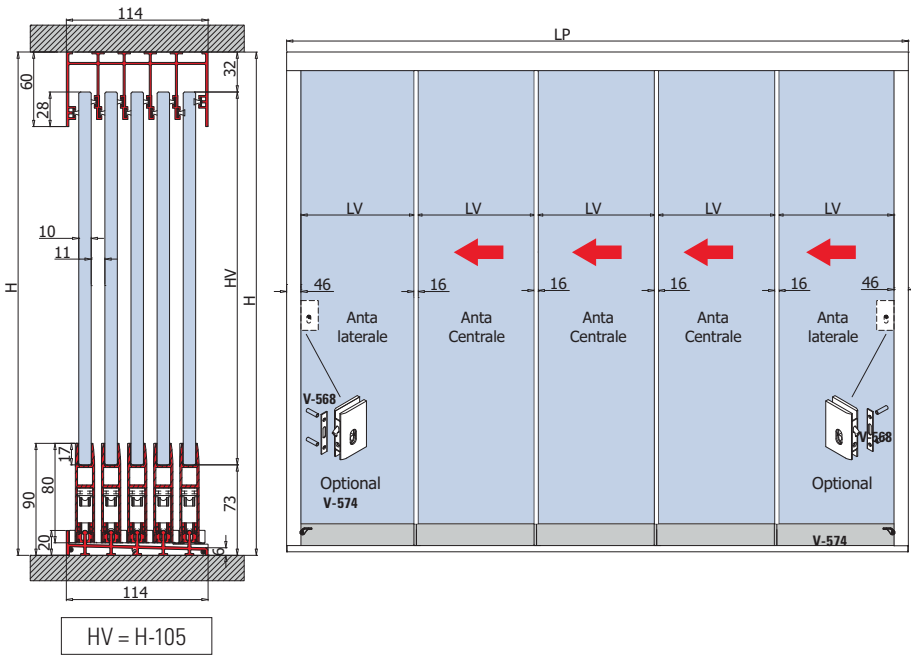 114
60
28
32
10
11
H
HV
H
17
80
90
20
73
6
114
HV = H-105
LP
LV
LV
LV
LV
LV
46
16
16
16
16
46
Anta
laterale
Anta
Centrale
Anta
Centrale
Anta
Centrale
Anta
laterale
V-568
V-568
Optional
V-574
Optional
V-574